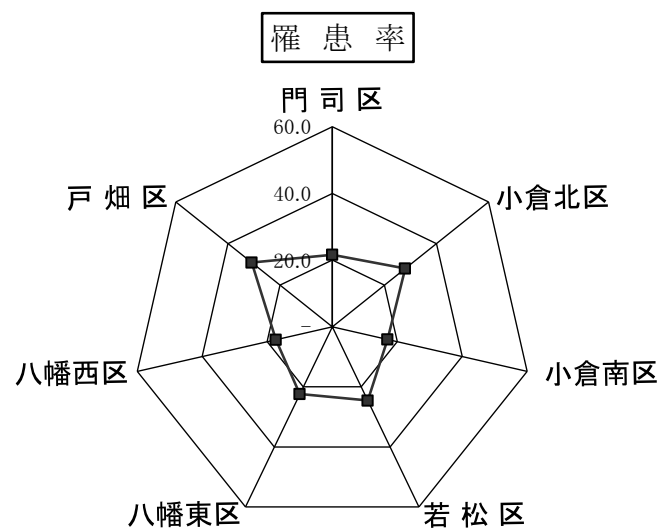 罹 患 率
門 司 区
60.0
戸 畑 区
小倉北区
40.0
20.0
–
八幡西区
小倉南区
八幡東区
若 松 区